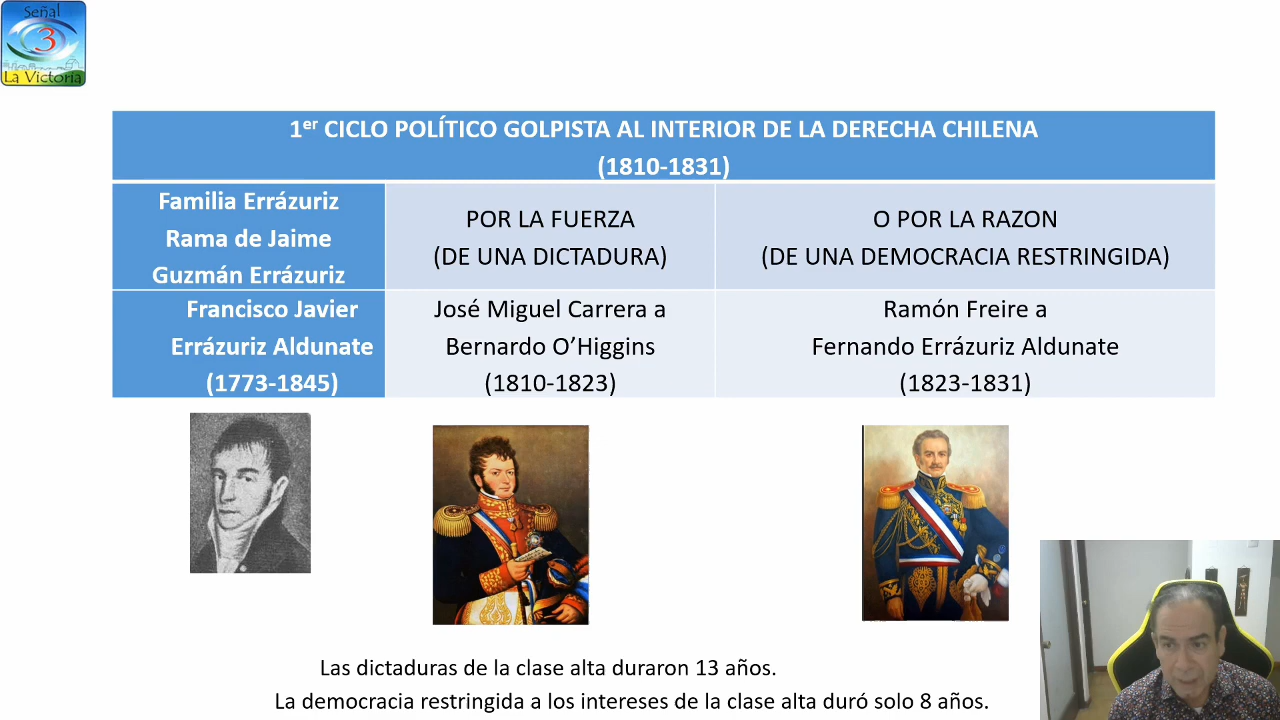 Señal
3
La Victoria
1er CICLO POLÍTICO GOLPISTA AL INTERIOR DE LA DERECHA CHILENA
(1810-1831)
Familia Errázuriz
Rama de Jaime
Guzmán Errázuriz
POR LA FUERZA
(DE UNA DICTADURA)
O POR LA RAZON
(DE UNA DEMOCRACIA RESTRINGIDA)
Francisco Javier
Errázuriz Aldunate
(1773-1845)
José Miguel Carrera a
Bernardo O’Higgins
(1810-1823)
Ramón Freire a
Fernando Errázuriz Aldunate
(1823-1831)
Las dictaduras de la clase alta duraron 13 años.
La democracia restringida a los intereses de la clase alta duró solo 8 años.